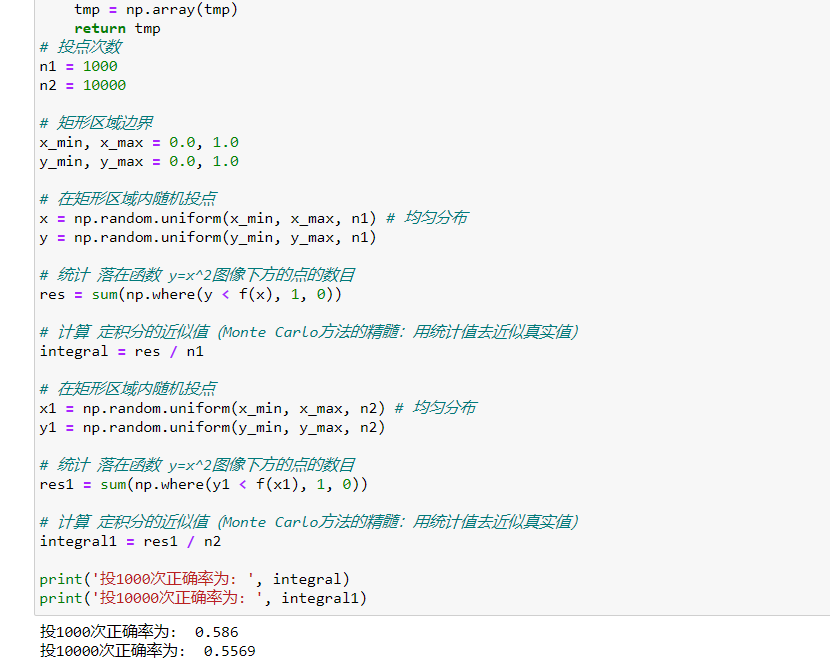 tmp = np.array(tmp)
return tmp
# 投点次数
n1 = 1000
n2 = 10000
# 矩形区域边界
x_min, x_max = 0.0, 1.0
y_min, y_max = 0.0, 1.0
# 在矩形区域内随机投点
x = np.random.uniform(x_min, x_max, n1) # 均匀分布
y = np.random.uniform(y_min, y_max, n1)
# 统计 落在函数 y=x^2图像下方的点的数目
res = sum(np.where(y < f(x), 1, 0))
# 计算 定积分的近似值（Monte Carlo方法的精髓：用统计值去近似真实值）
integral = res / n1
# 在矩形区域内随机投点
x1 = np.random.uniform(x_min, x_max, n2) # 均匀分布
y1 = np.random.uniform(y_min, y_max, n2)
# 统计 落在函数 y=x^2图像下方的点的数目
res1 = sum(np.where(y1 < f(x1), 1, 0))
# 计算 定积分的近似值（Monte Carlo方法的精髓：用统计值去近似真实值）
integral1 = res1 / n2
print('投1000次正确率为: ', integral)
print('投10000次正确率为: ', integral1)
投1000次正确率为:  0.586
投10000次正确率为:  0.5569